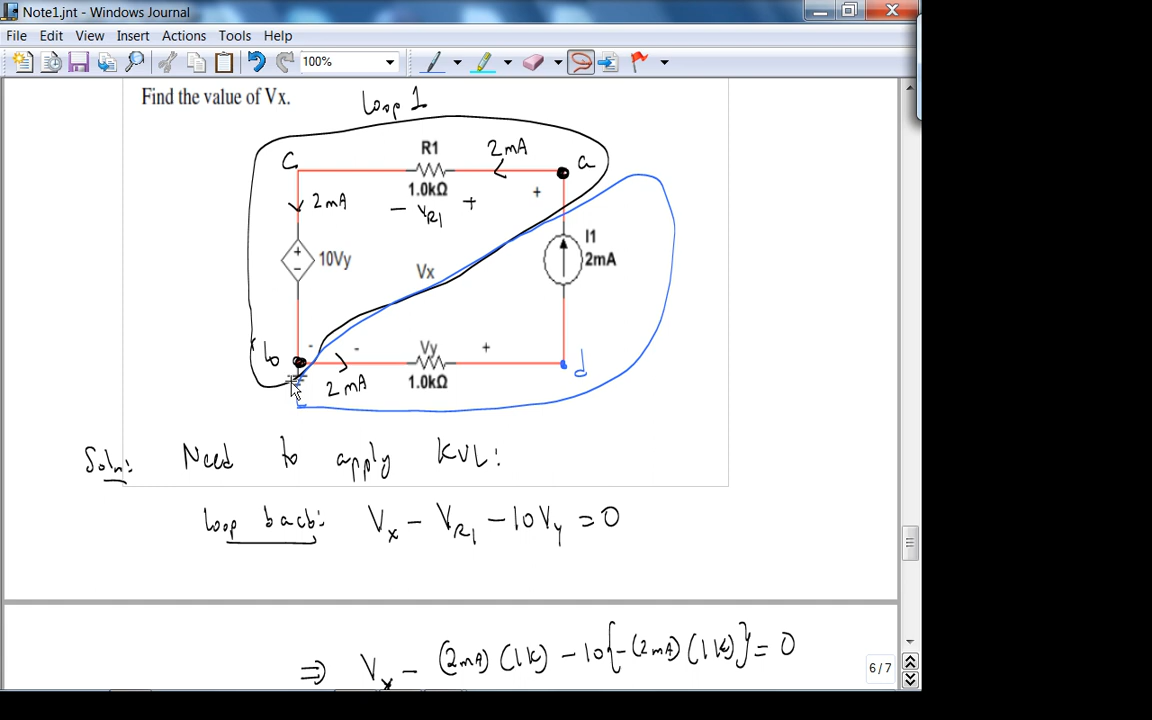 Note1.jnt - Windows Journal
File Edit View Insert Actions Tools Help
100%
Find the value of Vx.
Loop 1
C
R1
2mA
a
1.0kΩ
+
2mA
- VR1 +
I1
2mA
+
-
10Vy
Vx
b
-
-
Vy
+
d
2mA
1.0kΩ
Soln: Need to apply KVL:
Loop bacb: Vx - VR1 - 10Vy = 0
⇒ Vx - (2mA)(1K) - 10{-(2mA)(1K)} = 0
6/7